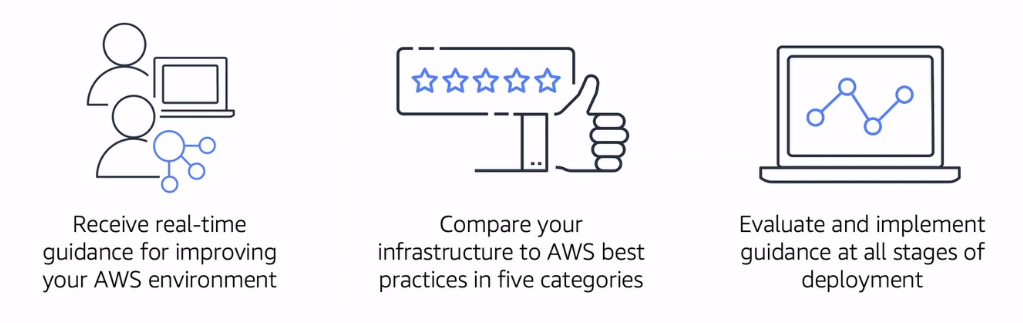 Receive real-time
guidance for improving
your AWS environment
Compare your
infrastructure to AWS best
practices in five categories
Evaluate and implement
guidance at all stages of
deployment